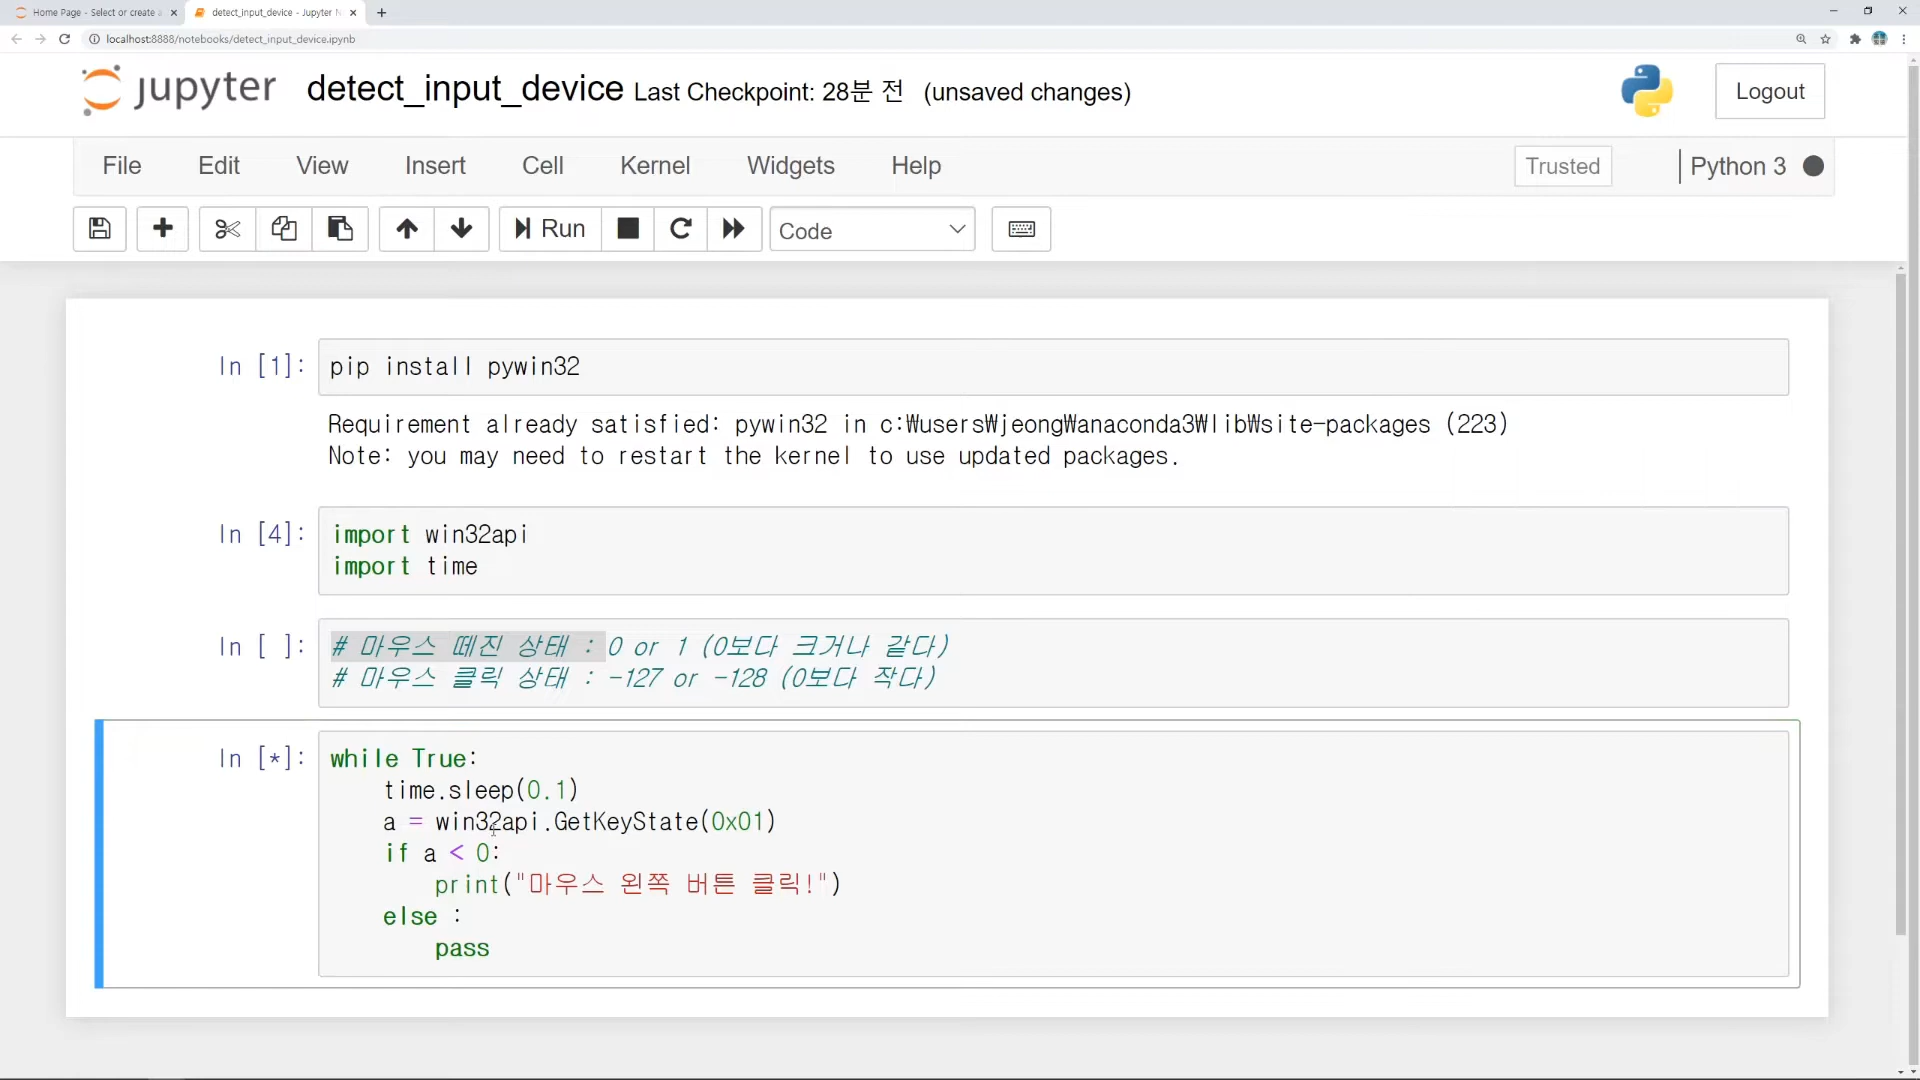 Home Page - Select or create a
detect_input_device - Jupyter N
localhost:8888/notebooks/detect_input_device.ipynb
jupyter detect_input_device Last Checkpoint: 28분 전 (unsaved changes)
Logout
File Edit View Insert Cell Kernel Widgets Help
Trusted
Python 3
Run
Code
In [1]: pip install pywin32
Requirement already satisfied: pywin32 in c:₩users₩jeong₩anaconda3₩lib₩site-packages (223)
Note: you may need to restart the kernel to use updated packages.
In [4]: import win32api
import time
In [ ]: # 마우스 떼진 상태 : 0 or 1 (0보다 크거나 같다)
# 마우스 클릭 상태 : -127 or -128 (0보다 작다)
In [*]: while True:
time.sleep(0.1)
a = win32api.GetKeyState(0x01)
if a < 0:
print("마우스 왼쪽 버튼 클릭!")
else :
pass